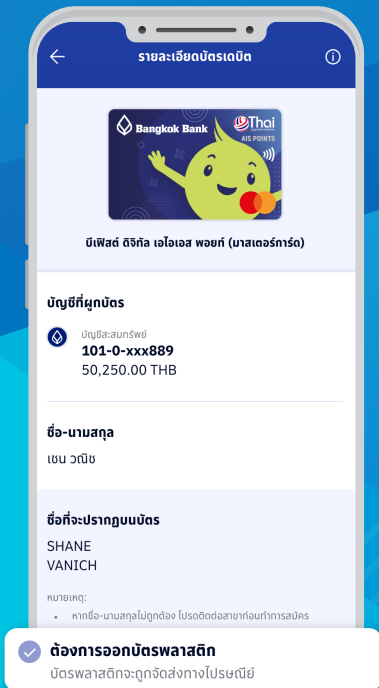 รายละเอียดบัตรเดบิต
Bangkok Bank
Thai
AIS POINTS
บีเฟิสต์ ดิจิทัล เอไอเอส พอยท์ (มาสเตอร์การ์ด)
บัญชีที่ผูกบัตร
บัญชีสะสมทรัพย์
101-0-xxx889
50,250.00 THB
ชื่อ-นามสกุล
เชน วณิช
ชื่อที่จะปรากฏบนบัตร
SHANE
VANICH
หมายเหตุ:
• หากชื่อ-นามสกุลไม่ถูกต้อง โปรดติดต่อสาขาก่อนทำการสมัคร
ต้องการออกบัตรพลาสติก
บัตรพลาสติกจะถูกจัดส่งทางไปรษณีย์